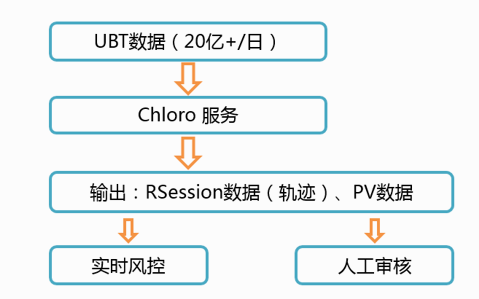 UBT数据（20亿+/日）
Chloro 服务
输出：RSession数据（轨迹）、PV数据
实时风控
人工审核